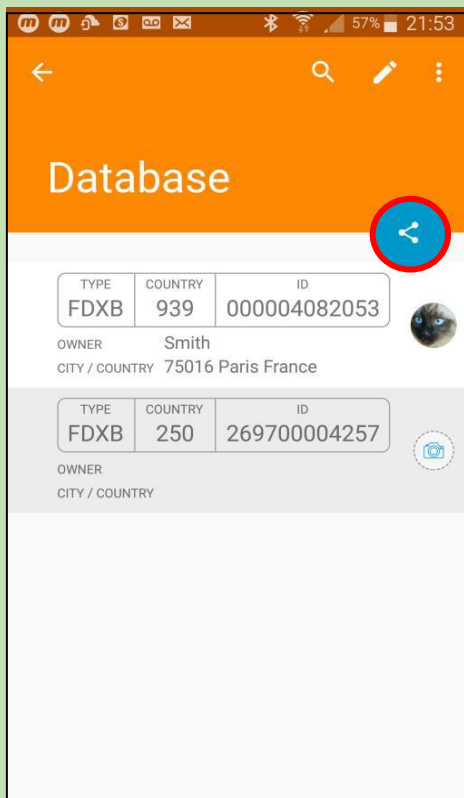 57% 21:53
Database
TYPE COUNTRY ID
FDXB 939 000004082053
OWNER Smith
CITY / COUNTRY 75016 Paris France
TYPE COUNTRY ID
FDXB 250 269700004257
OWNER
CITY / COUNTRY